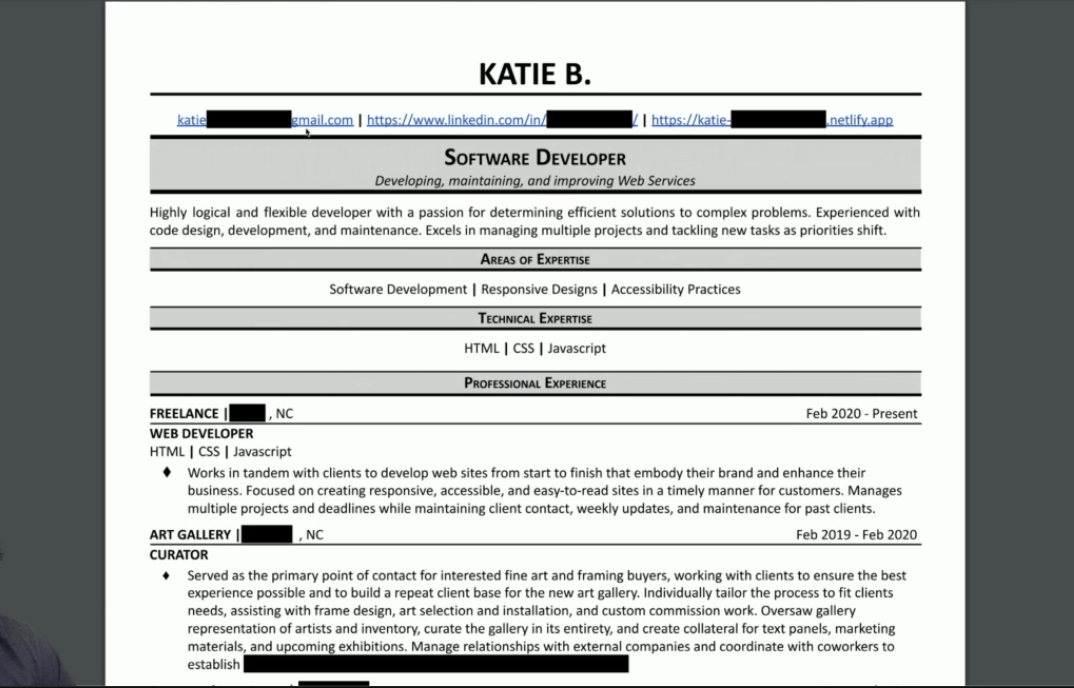 KATIE B.
katie gmail.com | https://www.linkedin.com/in/ / | https://katie- .netlify.app
SOFTWARE DEVELOPER
Developing, maintaining, and improving Web Services
Highly logical and flexible developer with a passion for determining efficient solutions to complex problems. Experienced with
code design, development, and maintenance. Excels in managing multiple projects and tackling new tasks as priorities shift.
AREAS OF EXPERTISE
Software Development | Responsive Designs | Accessibility Practices
TECHNICAL EXPERTISE
HTML | CSS | Javascript
PROFESSIONAL EXPERIENCE
FREELANCE | , NC Feb 2020 - Present
WEB DEVELOPER
HTML | CSS | Javascript
♦ Works in tandem with clients to develop web sites from start to finish that embody their brand and enhance their
business. Focused on creating responsive, accessible, and easy-to-read sites in a timely manner for customers. Manages
multiple projects and deadlines while maintaining client contact, weekly updates, and maintenance for past clients.
ART GALLERY | , NC Feb 2019 - Feb 2020
CURATOR
♦ Served as the primary point of contact for interested fine art and framing buyers, working with clients to ensure the best
experience possible and to build a repeat client base for the new art gallery. Individually tailor the process to fit clients
needs, assisting with frame design, art selection and installation, and custom commission work. Oversaw gallery
representation of artists and inventory, curate the gallery in its entirety, and create collateral for text panels, marketing
materials, and upcoming exhibitions. Manage relationships with external companies and coordinate with coworkers to
establish